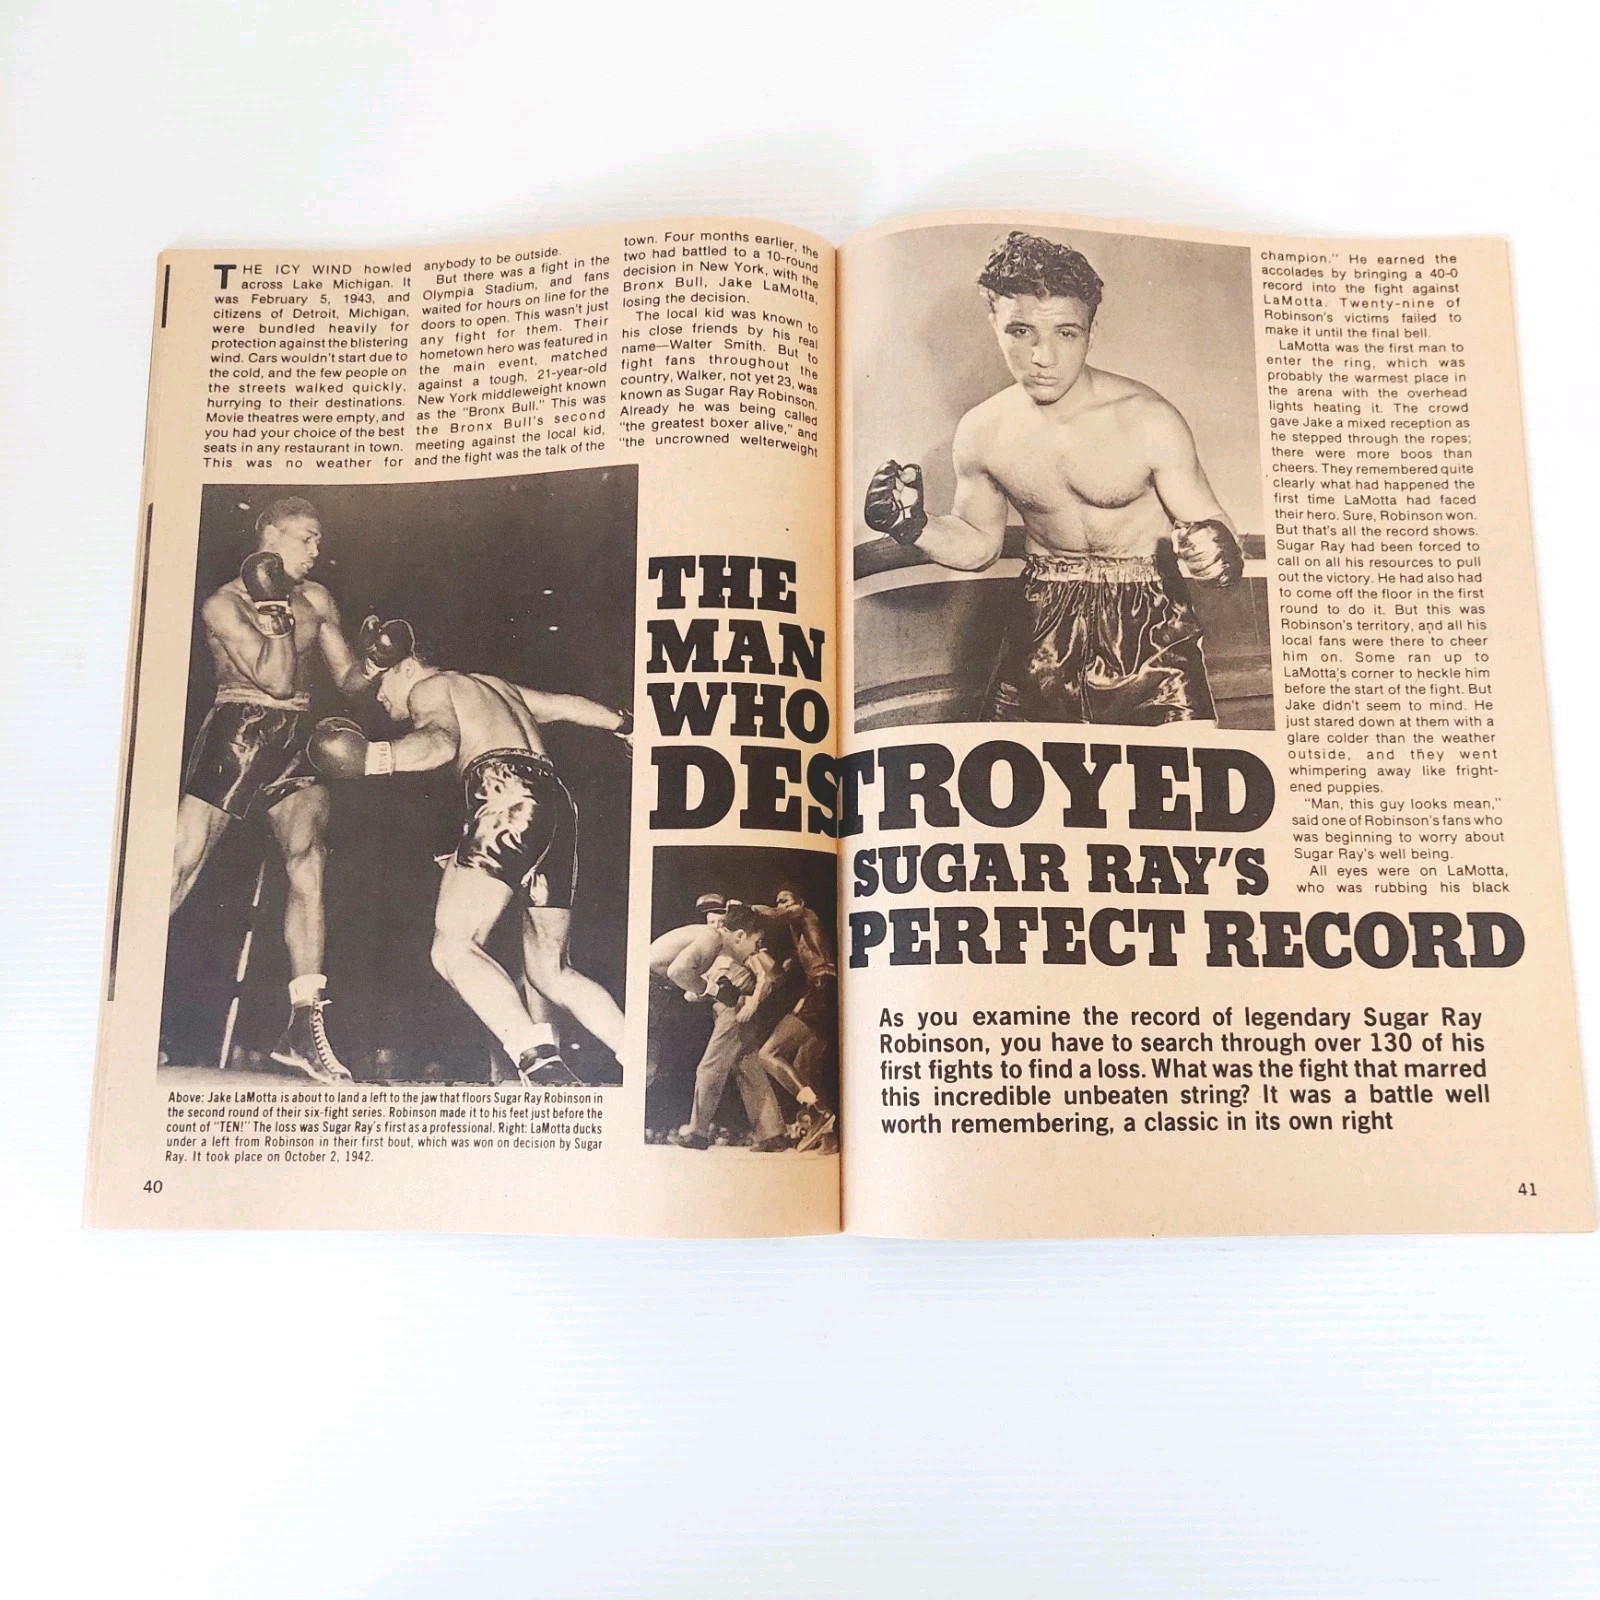 THE ICY WIND howled
across Lake Michigan. It
was February 5, 1943, and
citizens of Detroit, Michigan,
were bundled heavily for
protection against the blistering
wind. Cars wouldn't start due to
the cold, and the few people on
the streets walked quickly,
hurrying to their destinations.
Movie theatres were empty, and
you had your choice of the best
seats in any restaurant in town.
This was no weather for
anybody to be outside.
But there was a fight in the
Olympia Stadium, and fans
waited for hours on line for the
doors to open. This wasn't just
any fight for them. Their
hometown hero was featured in
the main event, matched
against a tough, 21-year-old
New York middleweight known
as the "Bronx Bull." This was
the Bronx Bull's second
meeting against the local kid,
and the fight was the talk of the
town. Four months earlier, the
two had battled to a 10-round
decision in New York, with the
Bronx Bull, Jake LaMotta,
losing the decision.
The local kid was known to
his close friends by his real
name—Walter Smith. But to
fight fans throughout the
country, Walker, not yet 23, was
known as Sugar Ray Robinson.
Already he was being called
"the greatest boxer alive," and
"the uncrowned welterweight
THE
MAN
WHO
DESTROYED
SUGAR RAY'S
PERFECT RECORD
Above: Jake LaMotta is about to land a left to the jaw that floors Sugar Ray Robinson in
the second round of their six-fight series. Robinson made it to his feet just before the
count of "TEN!" The loss was Sugar Ray's first as a professional. Right: LaMotta ducks
under a left from Robinson in their first bout, which was won on decision by Sugar
Ray. It took place on October 2, 1942.
40
champion." He earned the
accolades by bringing a 40-0
record into the fight against
LaMotta. Twenty-nine of
Robinson's victims failed to
make it until the final bell.
LaMotta was the first man to
enter the ring, which was
probably the warmest place in
the arena with the overhead
lights heating it. The crowd
gave Jake a mixed reception as
he stepped through the ropes;
there were more boos than
cheers. They remembered quite
clearly what had happened the
first time LaMotta had faced
their hero. Sure, Robinson won.
But that's all the record shows.
Sugar Ray had been forced to
call on all his resources to pull
out the victory. He had also had
to come off the floor in the first
round to do it. But this was
Robinson's territory, and all his
local fans were there to cheer
him on. Some ran up to
LaMotta's corner to heckle him
before the start of the fight. But
Jake didn't seem to mind. He
just stared down at them with a
glare colder than the weather
outside, and they went
whimpering away like fright-
ened puppies.
"Man, this guy looks mean,"
said one of Robinson's fans who
was beginning to worry about
Sugar Ray's well being.
All eyes were on LaMotta,
who was rubbing his black
As you examine the record of legendary Sugar Ray
Robinson, you have to search through over 130 of his
first fights to find a loss. What was the fight that marred
this incredible unbeaten string? It was a battle well
worth remembering, a classic in its own right
41